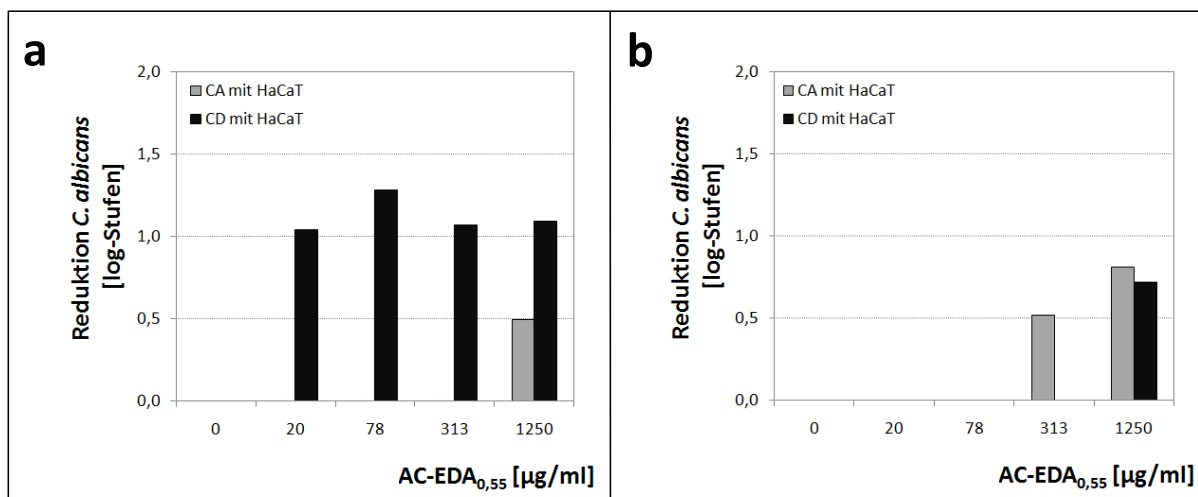 a
Reduktion C. albicans
[log-Stufen]
2,0
1,5
1,0
0,5
0,0
CA mit HaCaT
CD mit HaCaT
0 20 78 313 1250
AC-EDA0,55 [µg/ml]
b
Reduktion C. albicans
[log-Stufen]
2,0
1,5
1,0
0,5
0,0
CA mit HaCaT
CD mit HaCaT
0 20 78 313 1250
AC-EDA0,55 [µg/ml]